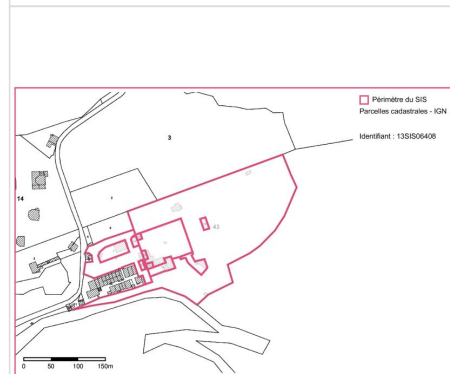 Périmètre du SIS
Parcelles cadastrales - IGN
Identifiant : 13SIS06408
3
14
43
0 50 100 150m